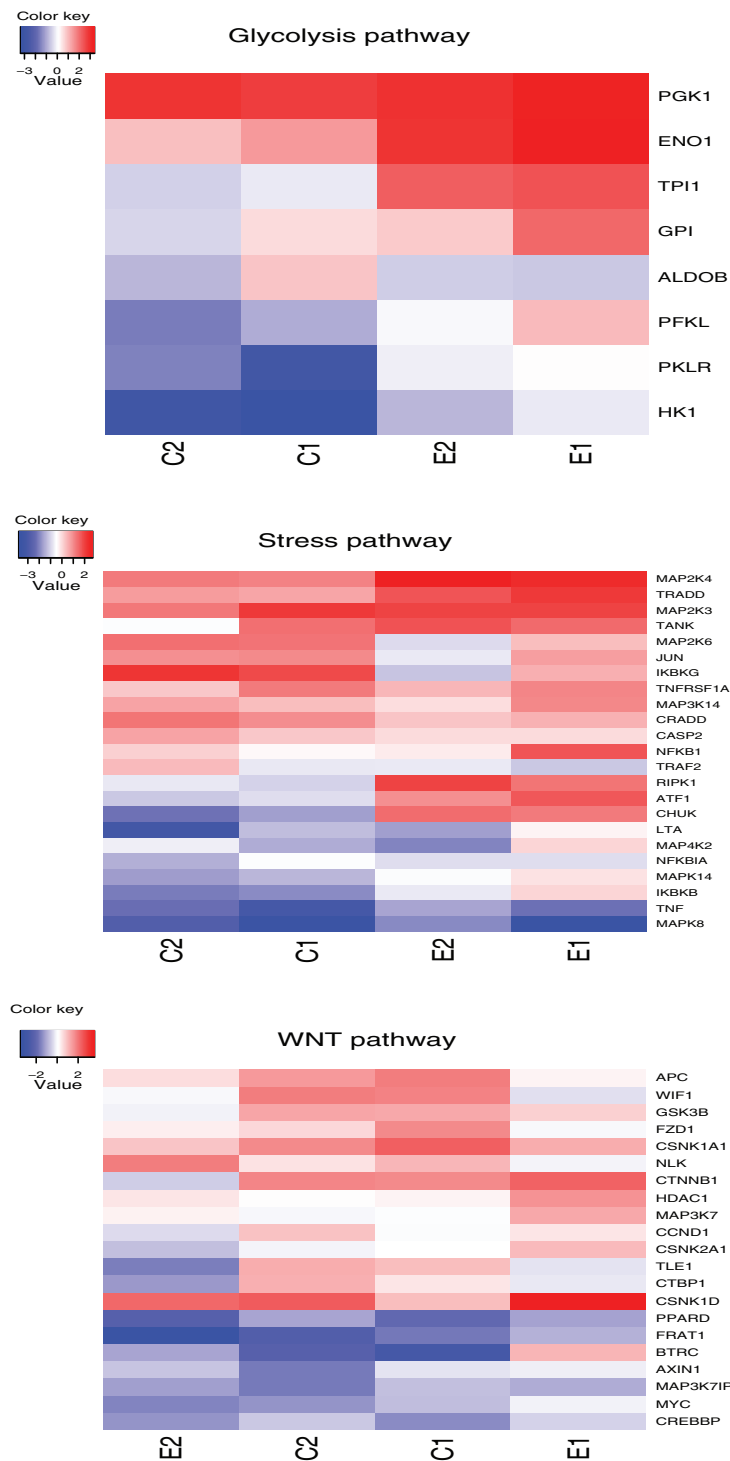 Color key
Glycolysis pathway
−3 0 2
Value
PGK1
ENO1
TPI1
GPI
ALDOB
PFKL
PKLR
HK1
C2 C1 E2 E1
Color key
Stress pathway
−3 0 2
Value
MAP2K4
TRADD
MAP2K3
TANK
MAP2K6
JUN
IKBKG
TNFRSF1A
MAP3K14
CRADD
CASP2
NFKB1
TRAF2
RIPK1
ATF1
CHUK
LTA
MAP4K2
NFKBIA
MAPK14
IKBKB
TNF
MAPK8
C2 C1 E2 E1
Color key
WNT pathway
−2 2
Value
APC
WIF1
GSK3B
FZD1
CSNK1A1
NLK
CTNNB1
HDAC1
MAP3K7
CCND1
CSNK2A1
TLE1
CTBP1
CSNK1D
PPARD
FRAT1
BTRC
AXIN1
MAP3K7IP
MYC
CREBBP
E2 C2 C1 E1